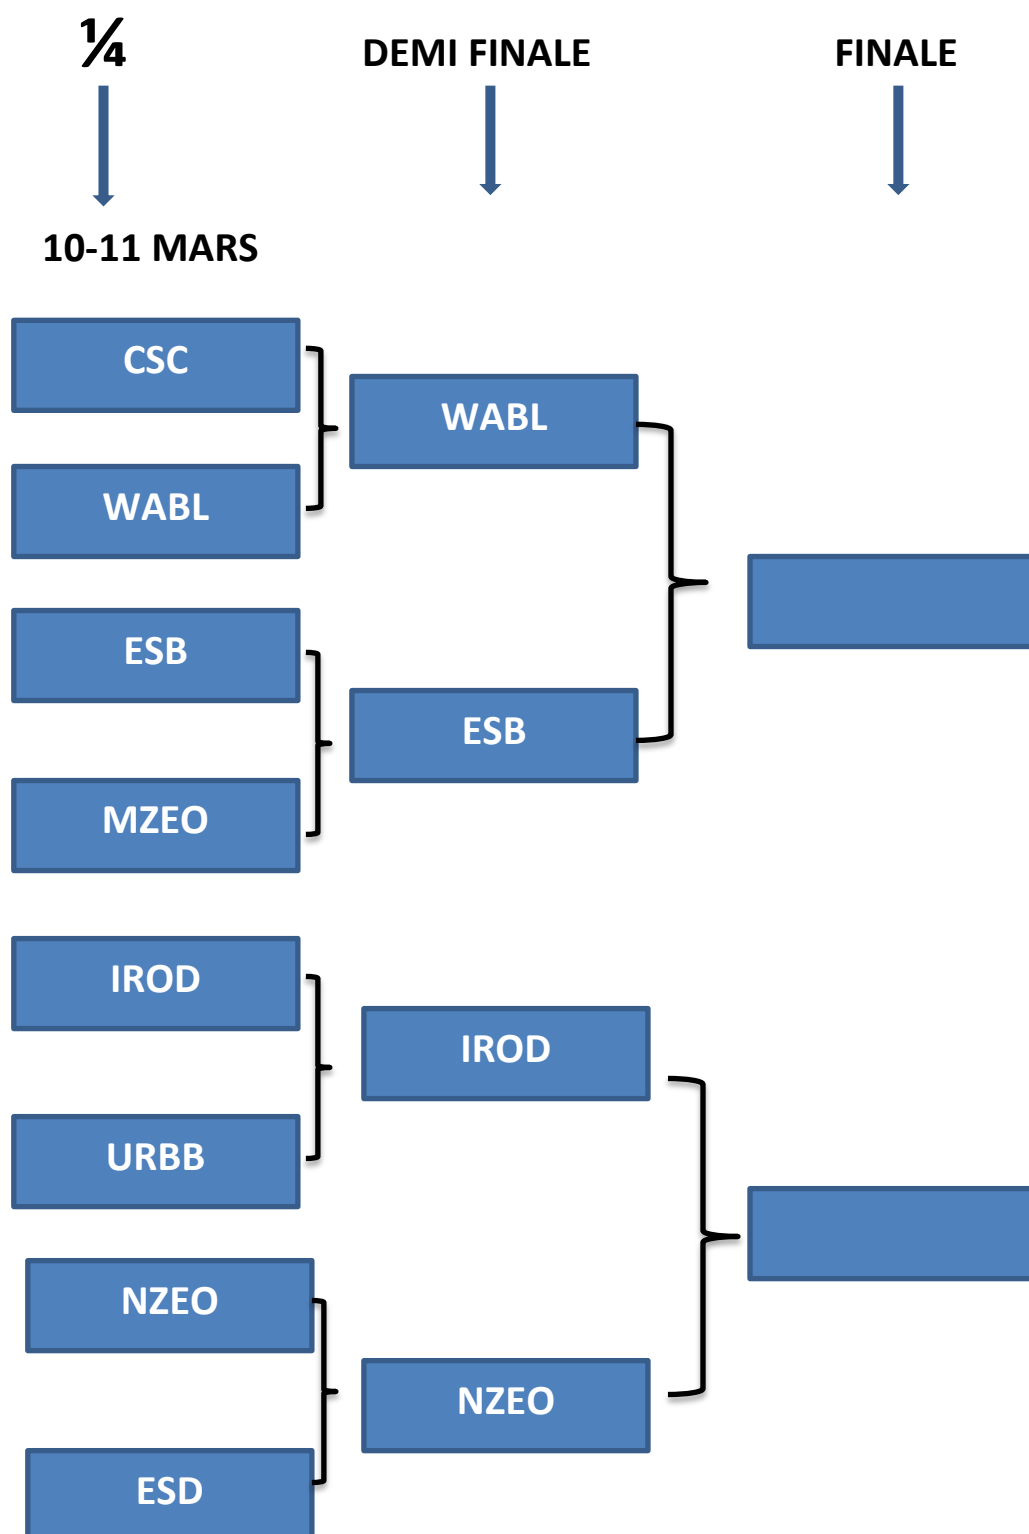 ¼ DEMI FINALE FINALE
10-11 MARS
CSC
WABL
WABL
ESB
ESB
MZEO
IROD
IROD
URBB
NZEO
NZEO
ESD